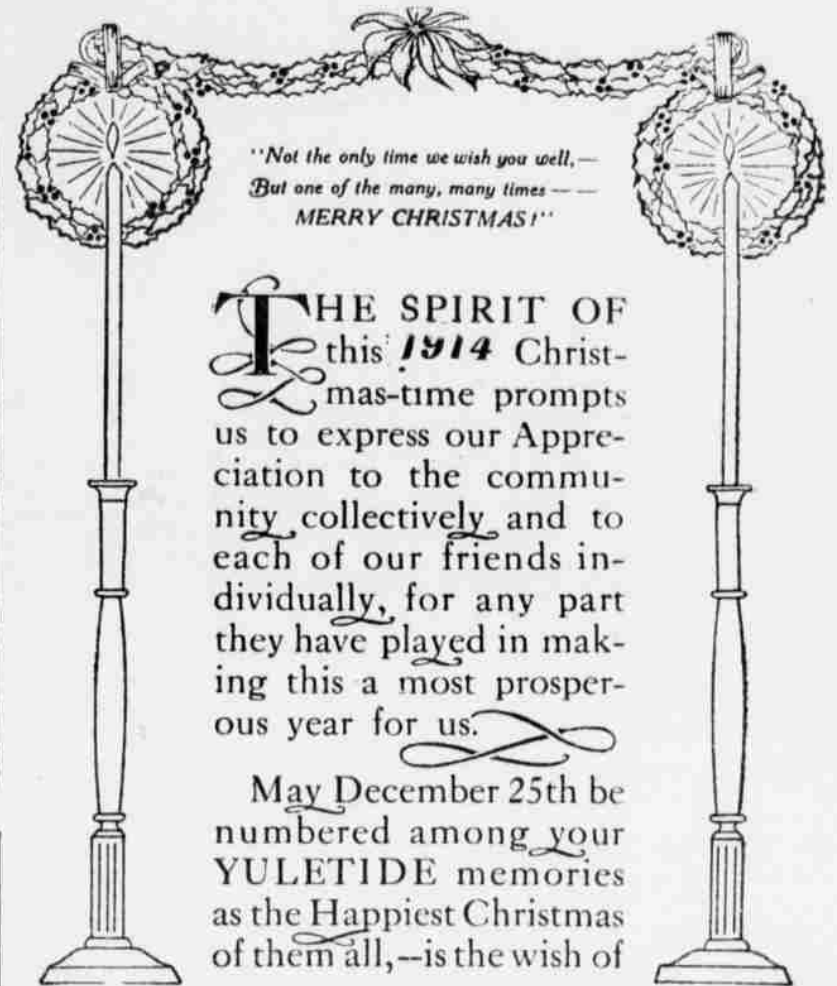 "Not the only time we wish you well,—
But one of the many, many times — —
MERRY CHRISTMAS!"
THE SPIRIT OF
this 1914 Christ-
mas-time prompts
us to express our Appre-
ciation to the commu-
nity collectively and to
each of our friends in-
dividually, for any part
they have played in mak-
ing this a most prosper-
ous year for us.
May December 25th be
numbered among your
YULETIDE memories
as the Happiest Christmas
of them all,--is the wish of